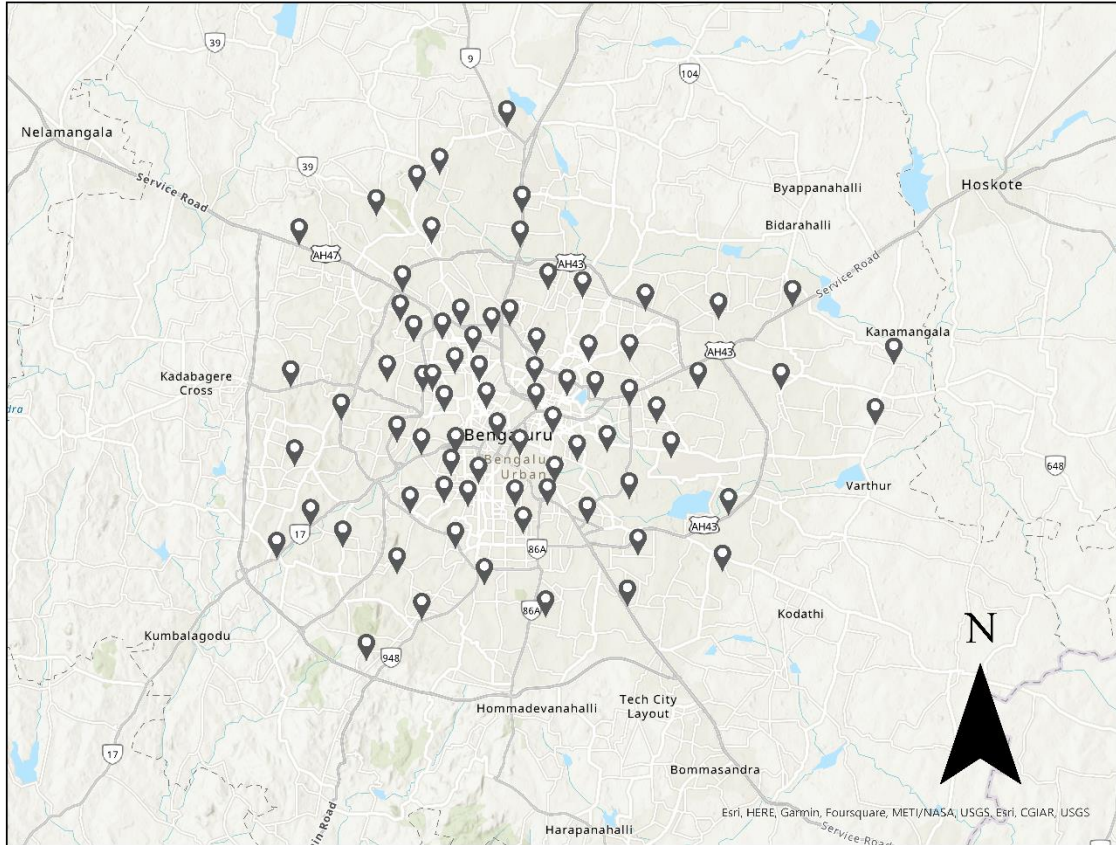 39
9
104
Nelamangala
39
Service Road
Byappanahalli
Hoskote
Bidarahalli
AH47
AH43
Service Road
Kanamangala
AH43
Kadabagere
Cross
Bengaluru
Bengalu
Urban
648
Varthur
AH43
17
86A
86A
Kodathi
N
Kumbalagodu
948
Tech City
Layout
Hommadevanahalli
17
Bommasandra
Esri, HERE, Garmin, Foursquare, METI/NASA, USGS, Esri, CGIAR, USGS
Road
Harapanahalli
Service Road